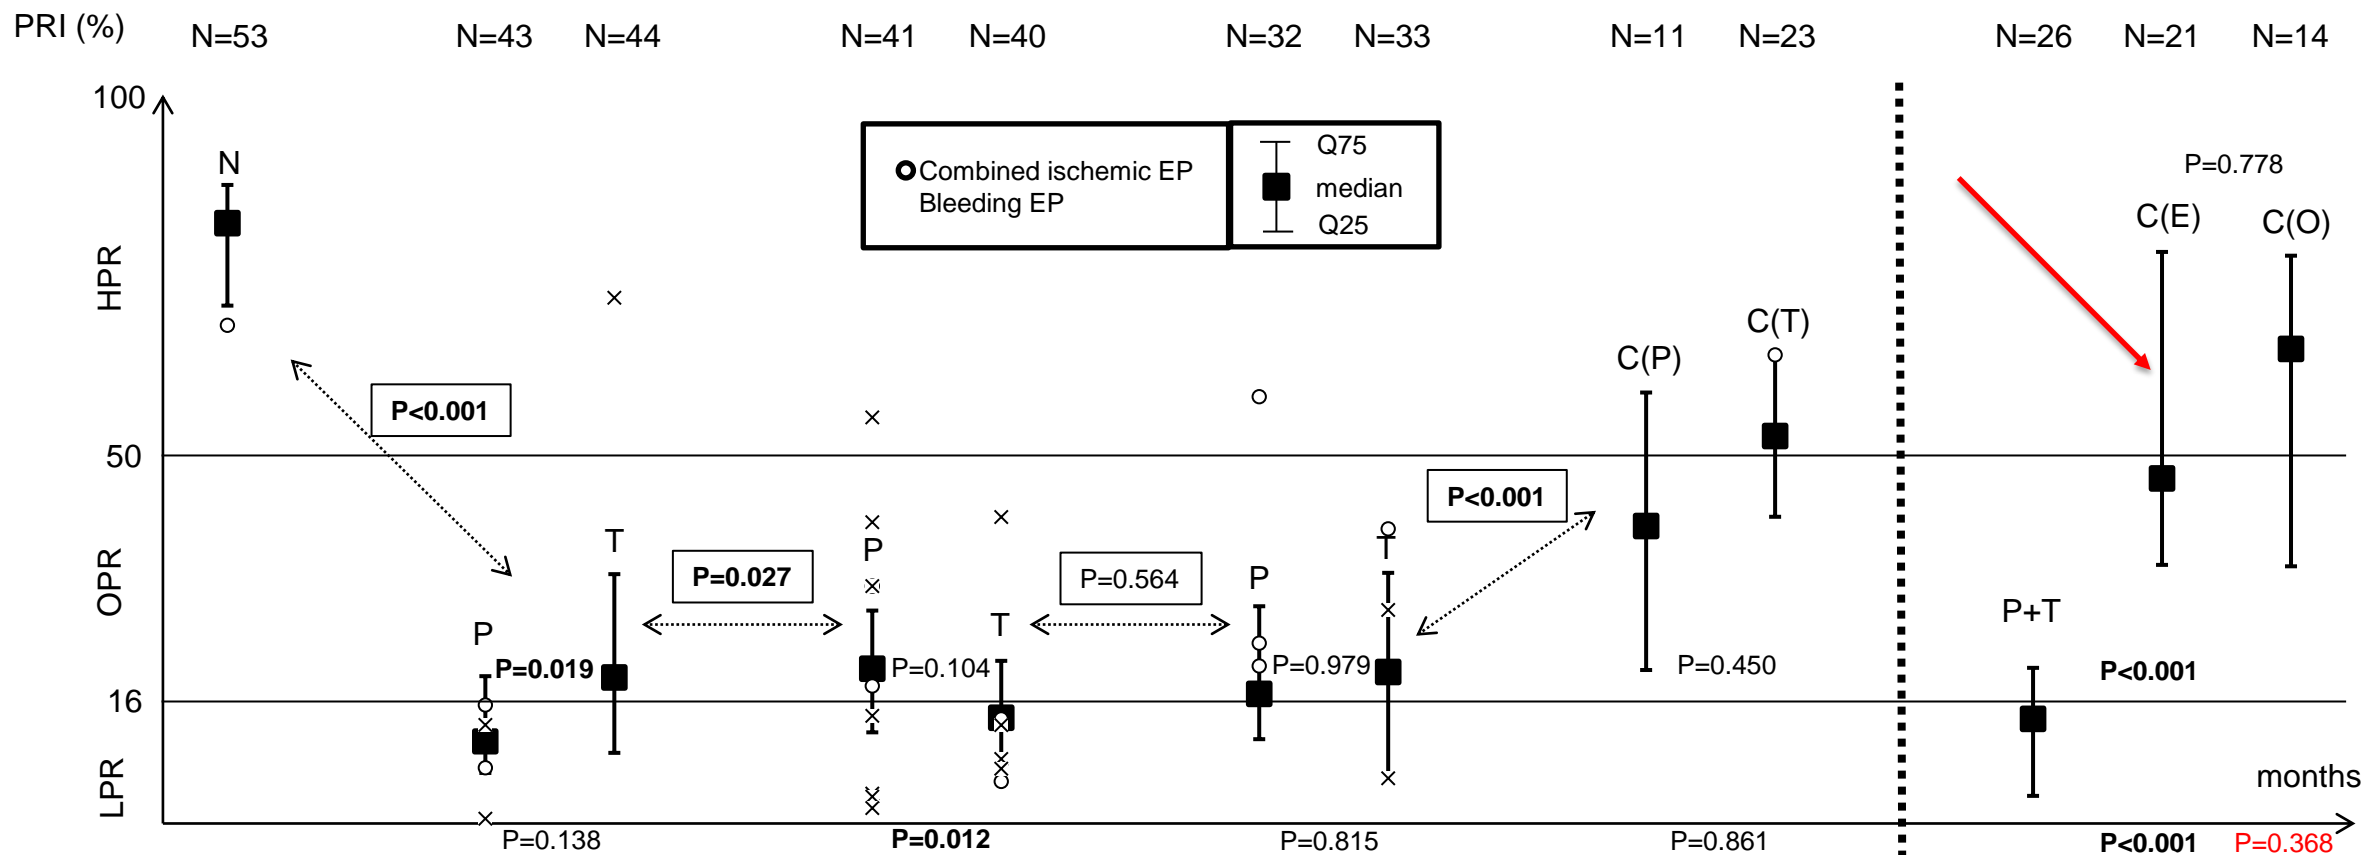 PRI (%)
N=53
N=43
N=44
N=41
N=40
N=32
N=33
N=11
N=23
N=26
N=21
N=14
100
50
16
HPR
OPR
LPR
Combined ischemic EP
Bleeding EP
Q75
median
Q25
P=0.778
N
C(E)
C(O)
C(T)
C(P)
P<0.001
P<0.001
T
P
T
P=0.027
P=0.564
P
P+T
P
T
P=0.019
P=0.104
P=0.979
P=0.450
P<0.001
months
P=0.138
P=0.012
P=0.815
P=0.861
P<0.001
P=0.368